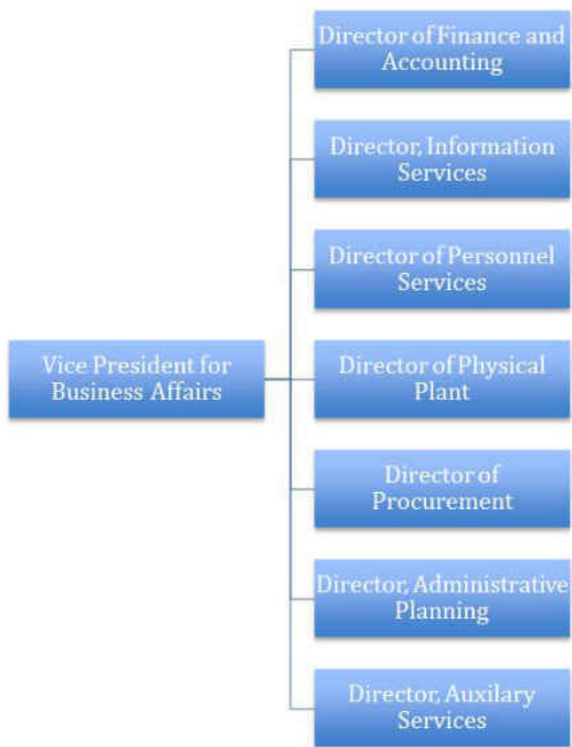 Director of Finance and
Accounting
Director, Information
Services
Director of Personnel
Services
Vice President for
Business Affairs
Director of Physical
Plant
Director of
Procurement
Director, Administrative
Planning
Director, Auxilary
Services